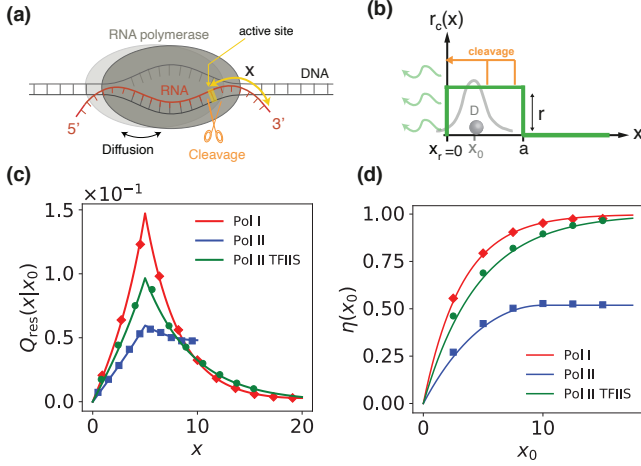 (a)
RNA polymerase
active site
x
DNA
RNA
5’
3’
Diffusion
Cleavage
(b)
r_c(x)
cleavage
D
r
x_r=0
x_0
a
x
(c)
×10⁻¹
1.5
1.0
0.5
0.0
Q_res(x|x_0)
Pol I
Pol II
Pol II TFIIS
0
10
20
x
(d)
1.00
0.75
0.50
0.25
0.00
η(x_0)
Pol I
Pol II
Pol II TFIIS
0
10
x_0